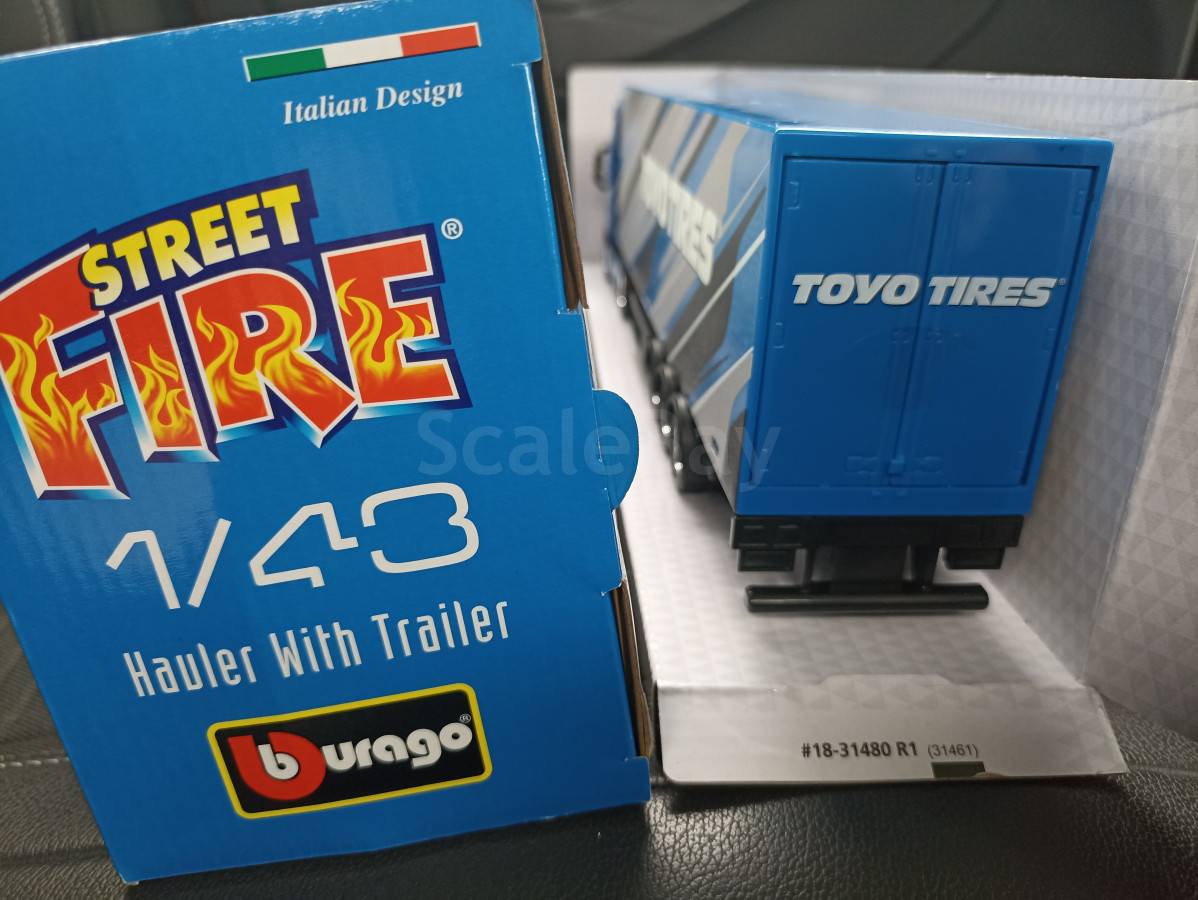 Italian Design
STREET
FIRE®
1/43
Hauler With Trailer
burago®
TOYO TIRES
TOYO TIRES®
#18-31480 R1 (31461)